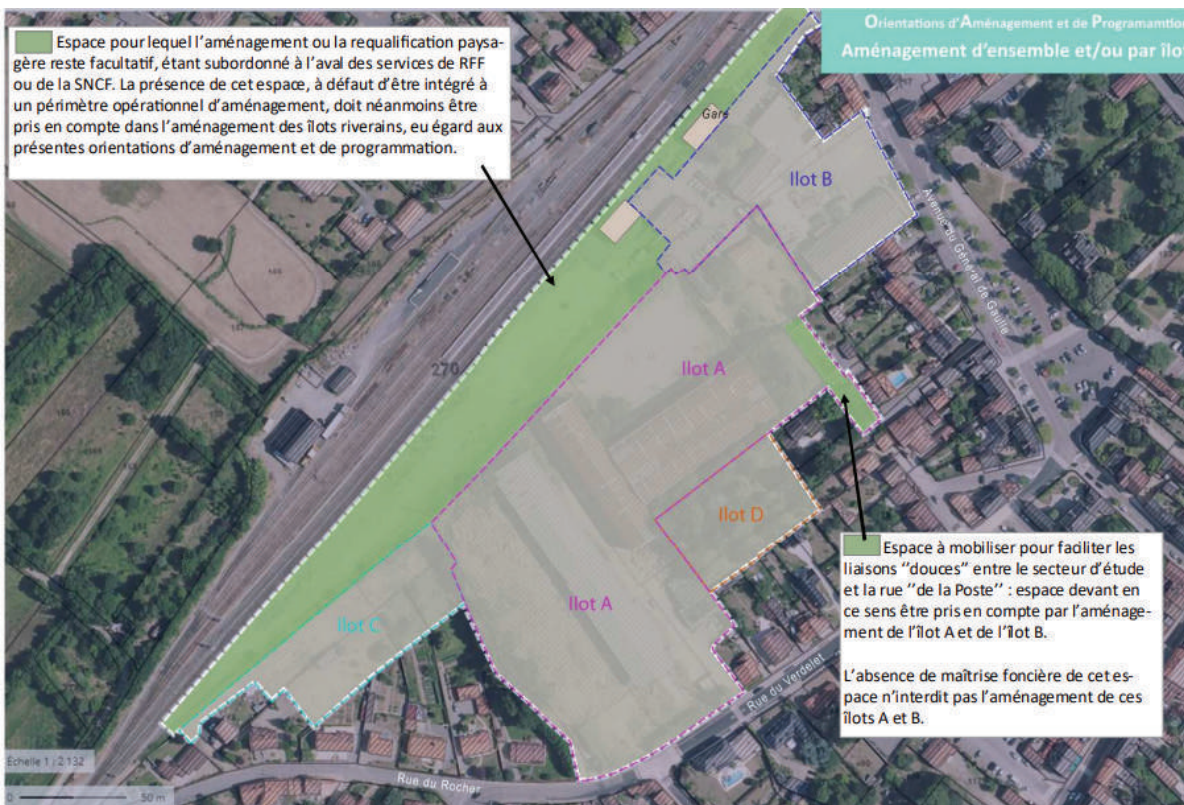 Orientations d'Aménagement et de Programamtion
Aménagement d'ensemble et/ou par îlot
Espace pour lequel l'aménagement ou la requalification paysa-
gère reste facultatif, étant subordonné à l'aval des services de RFF
ou de la SNCF. La présence de cet espace, à défaut d'être intégré à
un périmètre opérationnel d'aménagement, doit néanmoins être
pris en compte dans l'aménagement des îlots riverains, eu égard aux
présentes orientations d'aménagement et de programmation.
Gare
Ilot B
Avenue du Général de Gaulle
270
Ilot A
Ilot D
Ilot A
Ilot C
Espace à mobiliser pour faciliter les
liaisons "douces" entre le secteur d'étude
et la rue "de la Poste" : espace devant en
ce sens être pris en compte par l'aménage-
ment de l'îlot A et de l'îlot B.
L'absence de maîtrise foncière de cet es-
pace n'interdit pas l'aménagement de ces
îlots A et B.
Rue du Verdelet
Rue du Rocher
Echelle 1 : 2 132
0 50 m